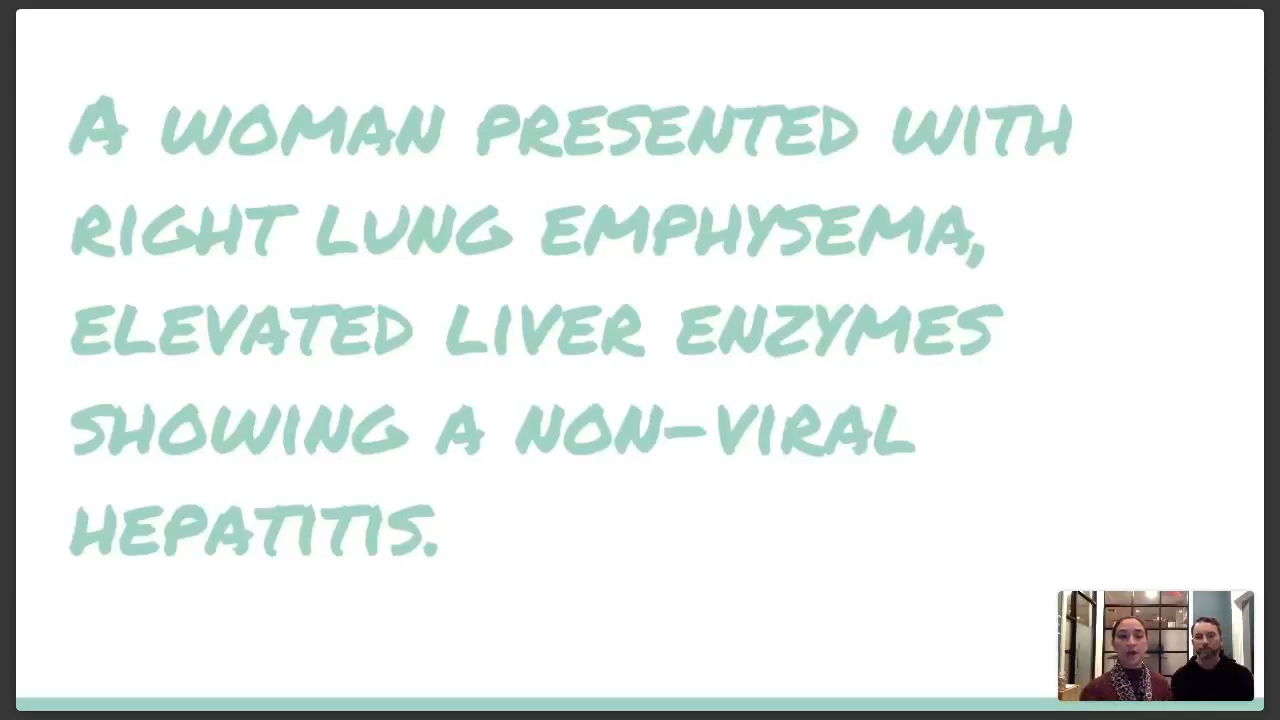 A WOMAN PRESENTED WITH
RIGHT LUNG EMPHYSEMA,
ELEVATED LIVER ENZYMES
SHOWING A NON-VIRAL
HEPATITIS.